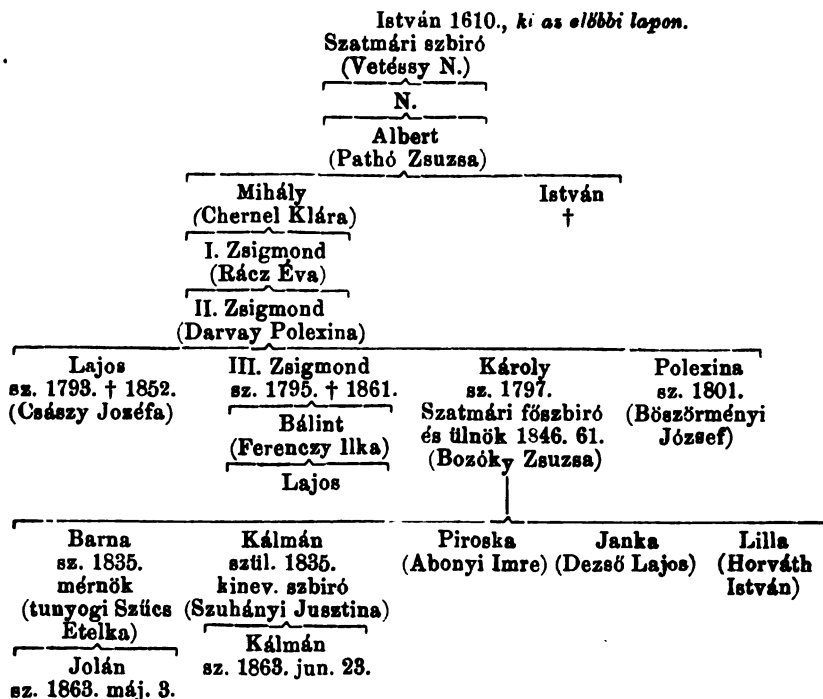 István 1610., ki az előbbi lapon.
Szatmári szbiró
(Vetéssy N.)
N.
Albert
(Pathó Zsuzsa)
Mihály István
(Chernel Klára) †
I. Zsigmond
(Rácz Éva)
II. Zsigmond
(Darvay Polexina)
Lajos III. Zsigmond Károly Polexina
sz. 1793. † 1852. sz. 1795. † 1861. sz. 1797. sz. 1801.
(Császy Jozéfa) Bálint Szatmári főszbiró (Böszörményi
(Ferenczy Ilka) és ülnök 1846. 61. József)
Lajos (Bozóky Zsuzsa)
Barna Kálmán Piroska Janka Lilla
sz. 1835. szül. 1835. (Abonyi Imre) (Dezső Lajos) (Horváth
mérnök kinev. szbiró István)
(tunyogi Szűcs (Szuhányi Jusztina)
Etelka) Kálmán
Jolán sz. 1863. jun. 23.
sz. 1863. máj. 3.